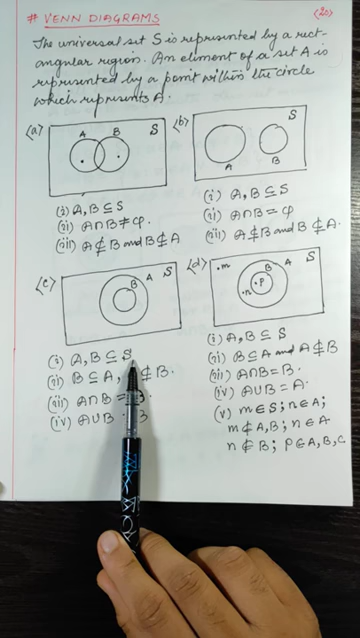 # VENN DIAGRAMS
(20)
The universal set S is represented by a rect-
angular region. An element of a set A is
represented by a point within the circle
which represents A.
(a) A B S
(i) A, B ⊆ S
(ii) A∩B ≠ φ.
(iii) A ⊈ B and B ⊈ A
(b) S
A B
(i) A, B ⊆ S
(ii) A∩B = φ
(iii) A ⊈ B and B ⊈ A.
(c) B A S
(i) A, B ⊆ S
(ii) B ⊆ A, ⊈ B.
(iii) A∩B =
(iv) A∪B
(d) .m .n .P B A S
(i) A, B ⊆ S
(ii) B ⊆ A and A ⊈ B
(iii) A∩B = B.
(iv) A∪B = A.
(v) m ∈ S; n ∈ A;
m ∉ A, B; n ∈ A
n ∉ B; P ∈ A, B,